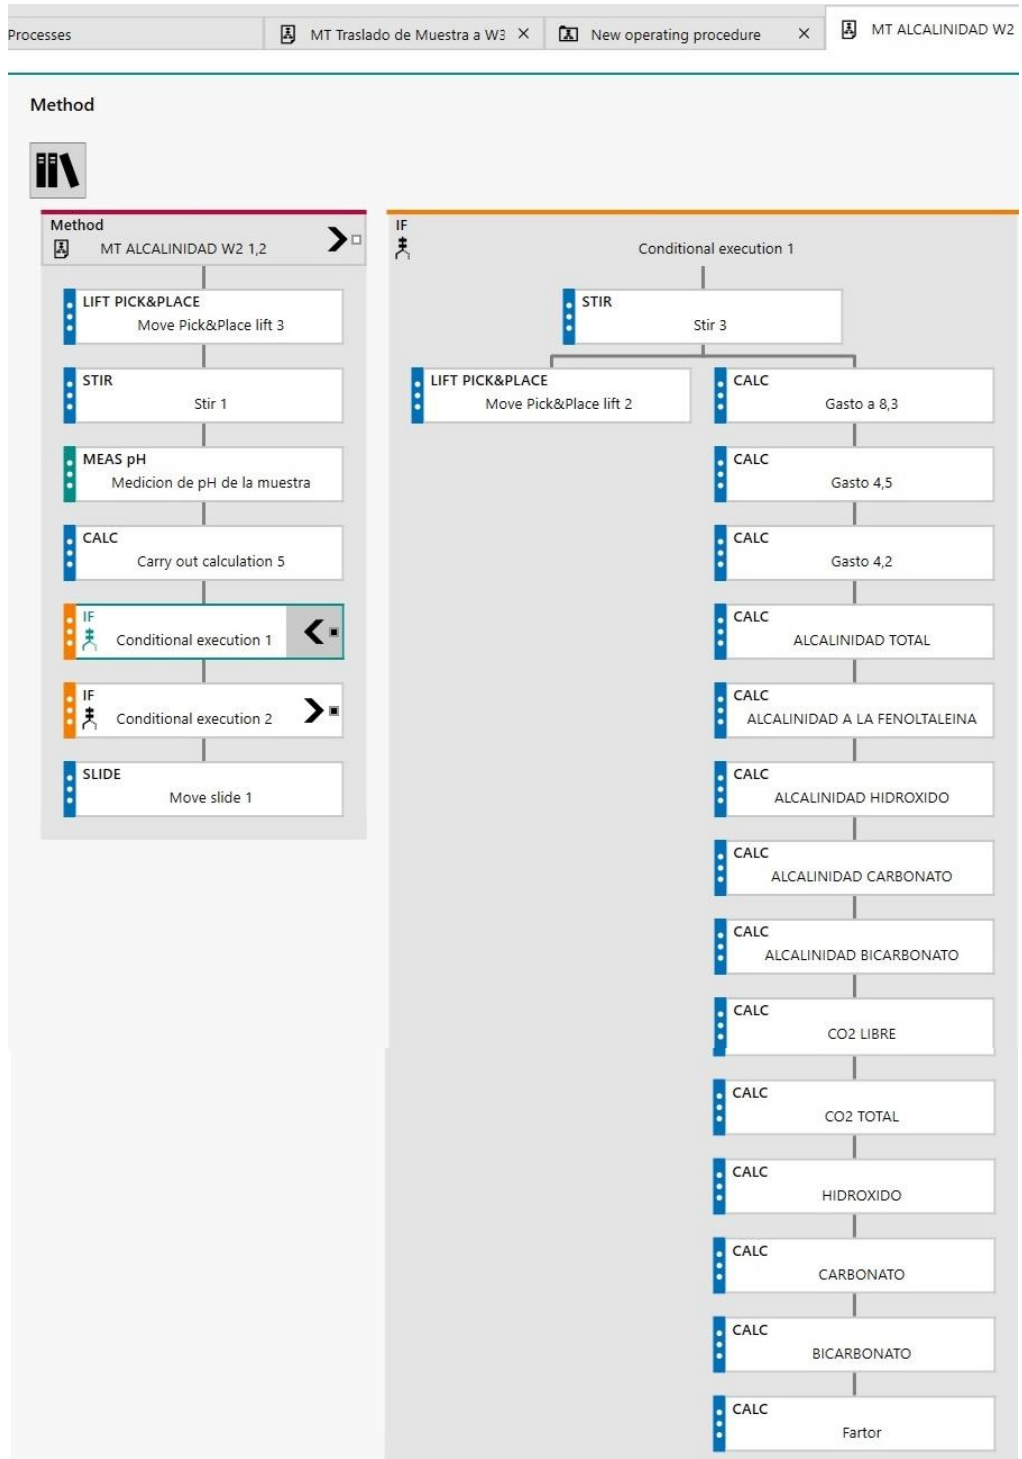 Processes
MT Traslado de Muestra a W3
New operating procedure
MT ALCALINIDAD W2
Method
Method
MT ALCALINIDAD W2 1,2
LIFT PICK&PLACE
Move Pick&Place lift 3
STIR
Stir 1
MEAS pH
Medicion de pH de la muestra
CALC
Carry out calculation 5
IF
Conditional execution 1
IF
Conditional execution 2
SLIDE
Move slide 1
IF
Conditional execution 1
STIR
Stir 3
LIFT PICK&PLACE
Move Pick&Place lift 2
CALC
Gasto a 8,3
CALC
Gasto 4,5
CALC
Gasto 4,2
CALC
ALCALINIDAD TOTAL
CALC
ALCALINIDAD A LA FENOLTALEINA
CALC
ALCALINIDAD HIDROXIDO
CALC
ALCALINIDAD CARBONATO
CALC
ALCALINIDAD BICARBONATO
CALC
CO2 LIBRE
CALC
CO2 TOTAL
CALC
HIDROXIDO
CALC
CARBONATO
CALC
BICARBONATO
CALC
Fartor